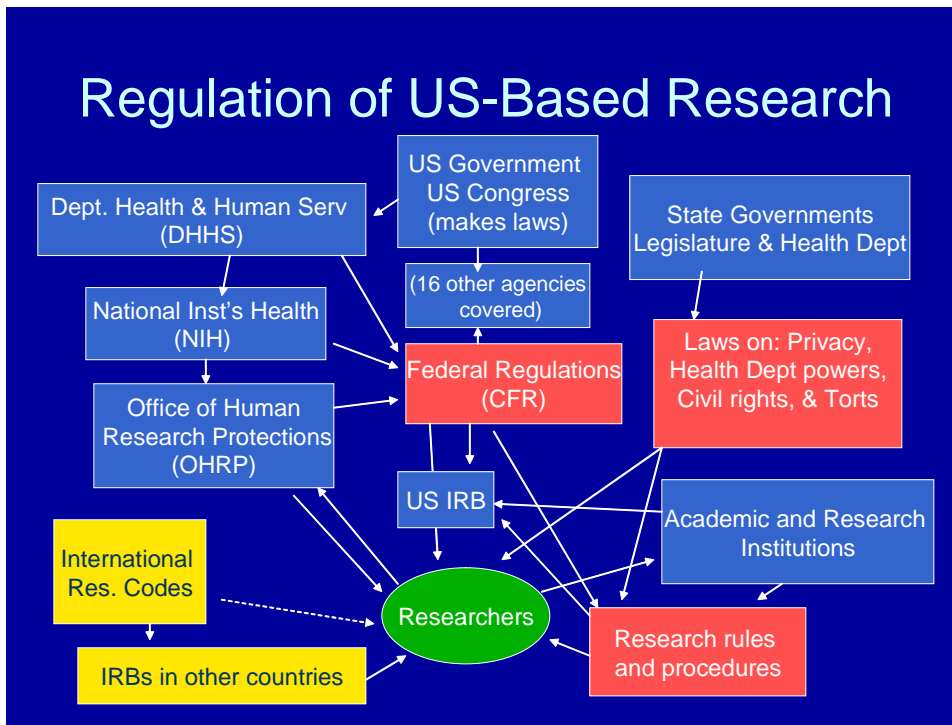 Regulation of US-Based Research
US Government
US Congress
(makes laws)
Dept. Health & Human Serv
(DHHS)
State Governments
Legislature & Health Dept
(16 other agencies
covered)
National Inst's Health
(NIH)
Laws on: Privacy,
Health Dept powers,
Civil rights, & Torts
Federal Regulations
(CFR)
Office of Human
Research Protections
(OHRP)
US IRB
Academic and Research
Institutions
International
Res. Codes
Researchers
Research rules
and procedures
IRBs in other countries